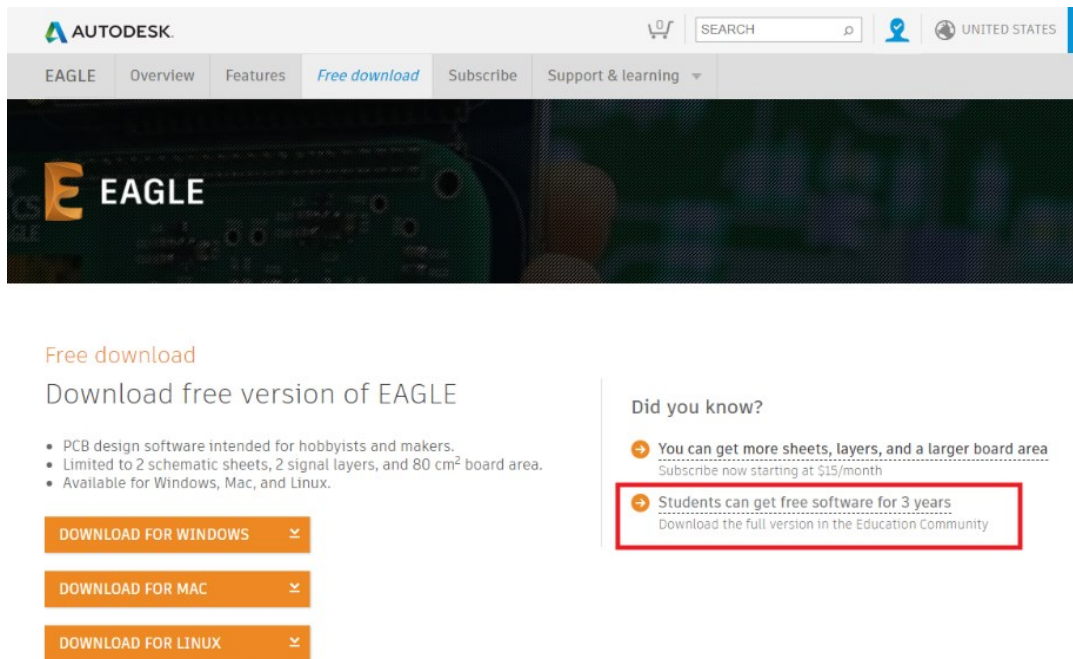 AUTODESK.
0
SEARCH
UNITED STATES
EAGLE
Overview
Features
Free download
Subscribe
Support & learning
EAGLE
Free download
Download free version of EAGLE
• PCB design software intended for hobbyists and makers.
• Limited to 2 schematic sheets, 2 signal layers, and 80 cm² board area.
• Available for Windows, Mac, and Linux.
DOWNLOAD FOR WINDOWS
DOWNLOAD FOR MAC
DOWNLOAD FOR LINUX
Did you know?
You can get more sheets, layers, and a larger board area
Subscribe now starting at $15/month
Students can get free software for 3 years
Download the full version in the Education Community